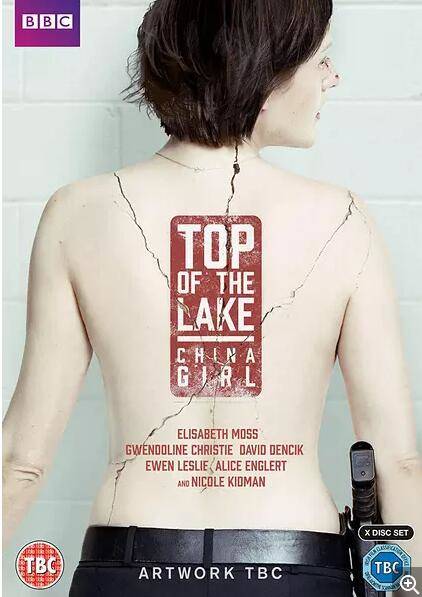 BBC
TOP
OF THE
LAKE
CHINA
GIRL
ELISABETH MOSS
GWENDOLINE CHRISTIE DAVID DENCIK
EWEN LESLIE ALICE ENGLERT
AND NICOLE KIDMAN
X DISC SET
TBC
ARTWORK TBC
TBC